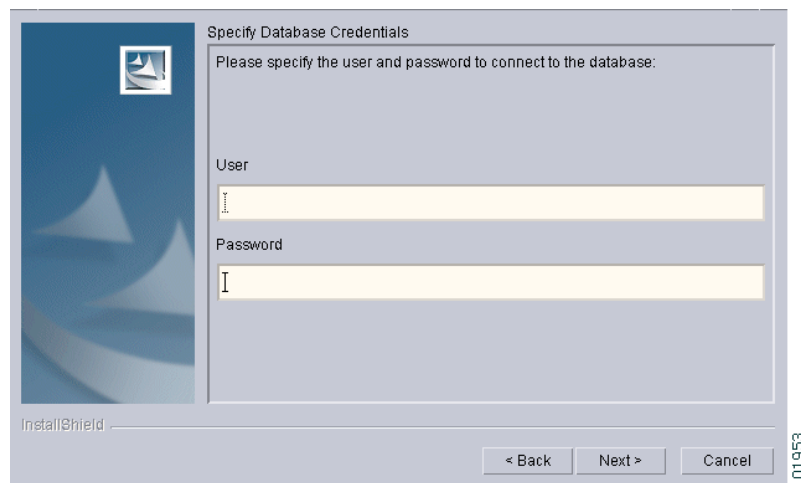 Specify Database Credentials
Please specify the user and password to connect to the database:
User
Password
InstallShield
< Back
Next >
Cancel
01953